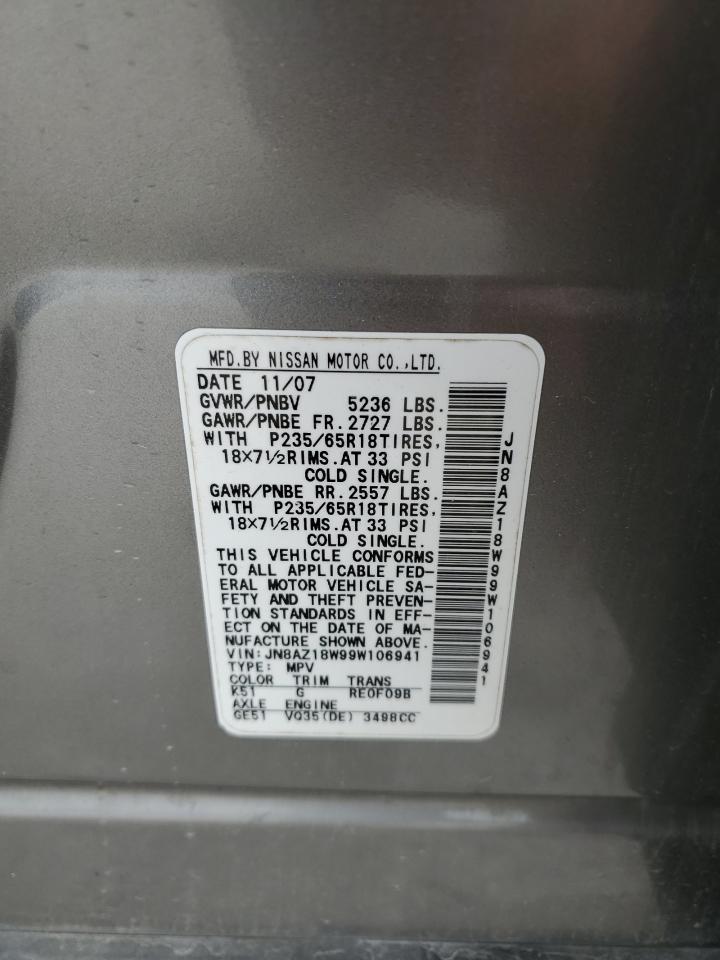 MFD.BY NISSAN MOTOR CO.,LTD.
DATE 11/07
GVWR/PNBV 5236 LBS.
GAWR/PNBE FR.2727 LBS.
WITH P235/65R18TIRES,
18×7½RIMS.AT 33 PSI
COLD SINGLE.
GAWR/PNBE RR.2557 LBS.
WITH P235/65R18TIRES,
18×7½RIMS.AT 33 PSI
COLD SINGLE.
THIS VEHICLE CONFORMS
TO ALL APPLICABLE FED-
ERAL MOTOR VEHICLE SA-
FETY AND THEFT PREVEN-
TION STANDARDS IN EFF-
ECT ON THE DATE OF MA-
NUFACTURE SHOWN ABOVE.
VIN:JN8AZ18W99W106941
TYPE: MPV
COLOR TRIM TRANS
K51 G RE0F09B
AXLE ENGINE
GE51 VQ35(DE) 3498CC
JN8AZ18W99W106941